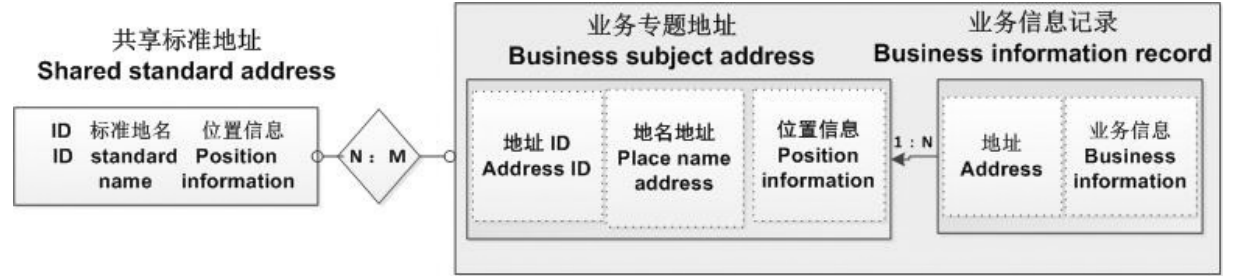 共享标准地址
Shared standard address
ID 标准地名 位置信息
ID standard Position
name information
N : M
业务专题地址
Business subject address
地址 ID
Address ID
地名地址
Place name
address
位置信息
Position
information
1 : N
业务信息记录
Business information record
地址
Address
业务信息
Business
information